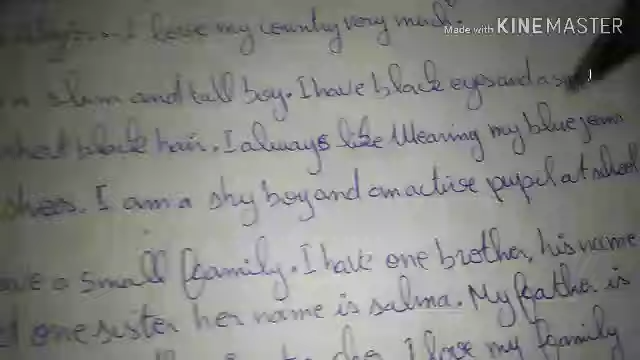 Made with KINEMASTER
I love my country very much.
slum and tall boy. I have black eyes and a
black hair. I always like Wearing my blue jeans
shoes. I am a shy boy and an active pupil at
a small family. I have one brother, his name
one sister her name is salma. My father is
I love my family